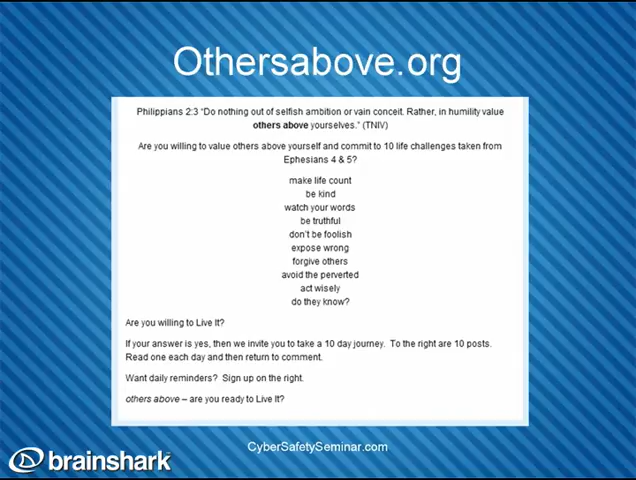 Othersabove.org
Philippians 2:3 “Do nothing out of selfish ambition or vain conceit. Rather, in humility value
others above yourselves.” (TNIV)
Are you willing to value others above yourself and commit to 10 life challenges taken from
Ephesians 4 & 5?
make life count
be kind
watch your words
be truthful
don't be foolish
expose wrong
forgive others
avoid the perverted
act wisely
do they know?
Are you willing to Live It?
If your answer is yes, then we invite you to take a 10 day journey. To the right are 10 posts.
Read one each day and then return to comment.
Want daily reminders? Sign up on the right.
others above – are you ready to Live It?
CyberSafetySeminar.com
brainshark